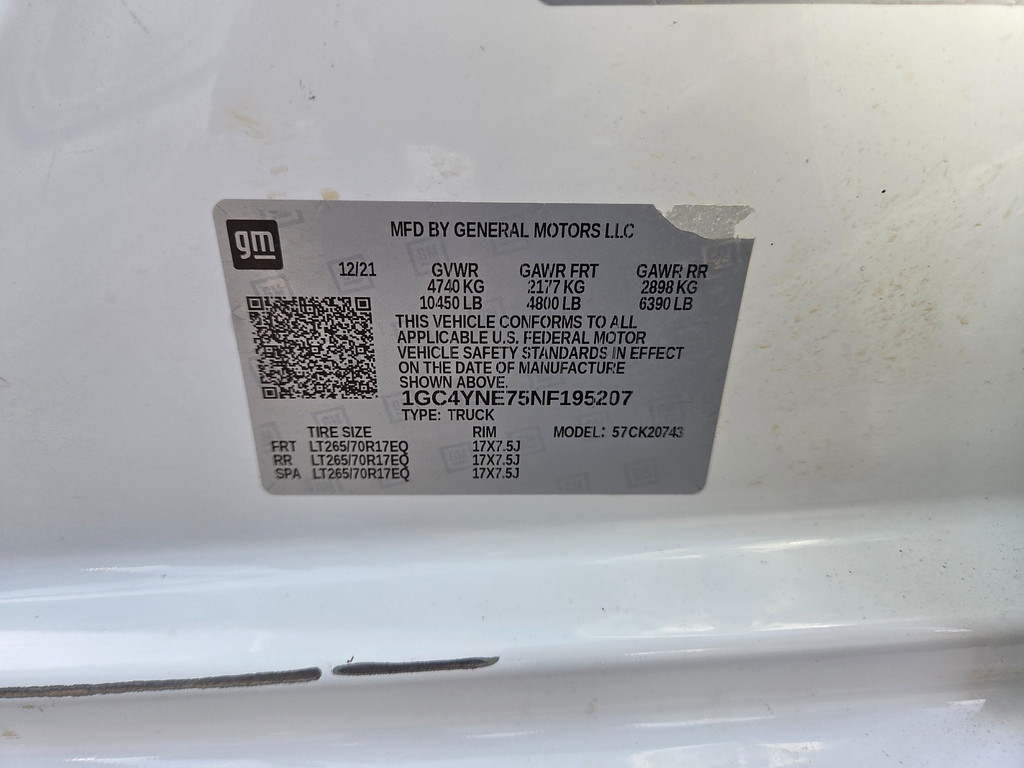 gm
MFD BY GENERAL MOTORS LLC
12/21 GVWR GAWR FRT GAWR RR
4740 KG 2177 KG 2898 KG
10450 LB 4800 LB 6390 LB
THIS VEHICLE CONFORMS TO ALL
APPLICABLE U.S. FEDERAL MOTOR
VEHICLE SAFETY STANDARDS IN EFFECT
ON THE DATE OF MANUFACTURE
SHOWN ABOVE.
1GC4YNE75NF195207
TYPE: TRUCK
TIRE SIZE RIM MODEL: 57CK20743
FRT LT265/70R17EQ 17X7.5J
RR LT265/70R17EQ 17X7.5J
SPA LT265/70R17EQ 17X7.5J